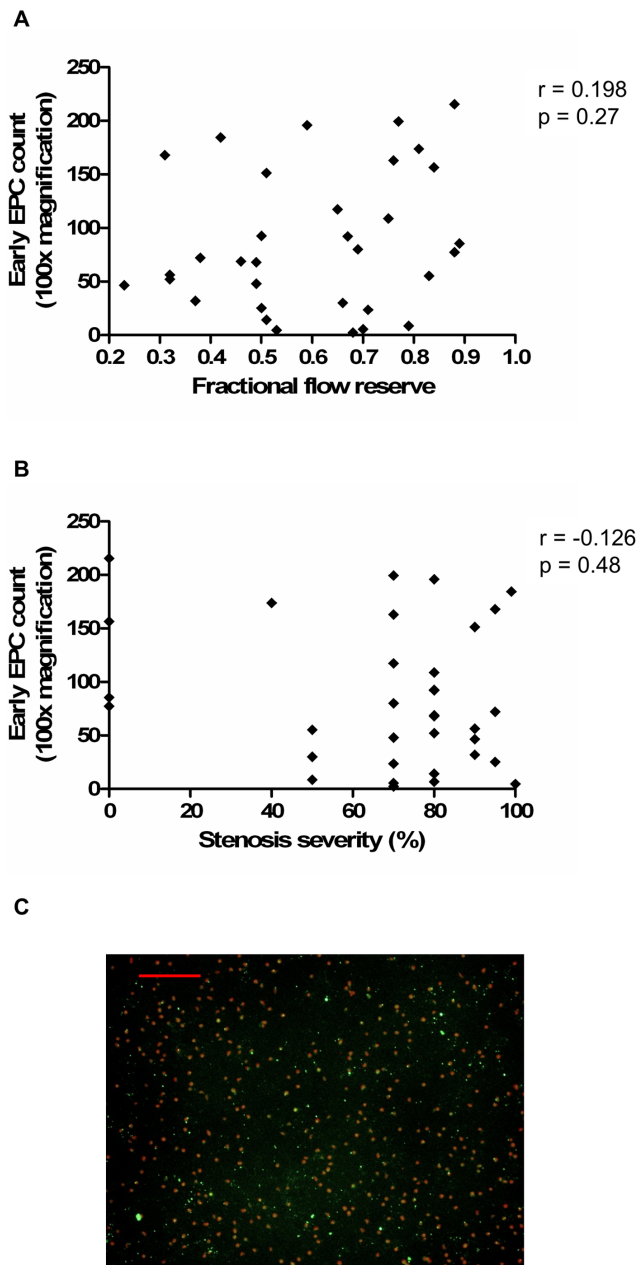 A
r = 0.198
p = 0.27
Early EPC count
(100x magnification)
250
200
150
100
50
0
0.2 0.3 0.4 0.5 0.6 0.7 0.8 0.9 1.0
Fractional flow reserve
B
r = -0.126
p = 0.48
Early EPC count
(100x magnification)
250
200
150
100
50
0
0 20 40 60 80 100
Stenosis severity (%)
C